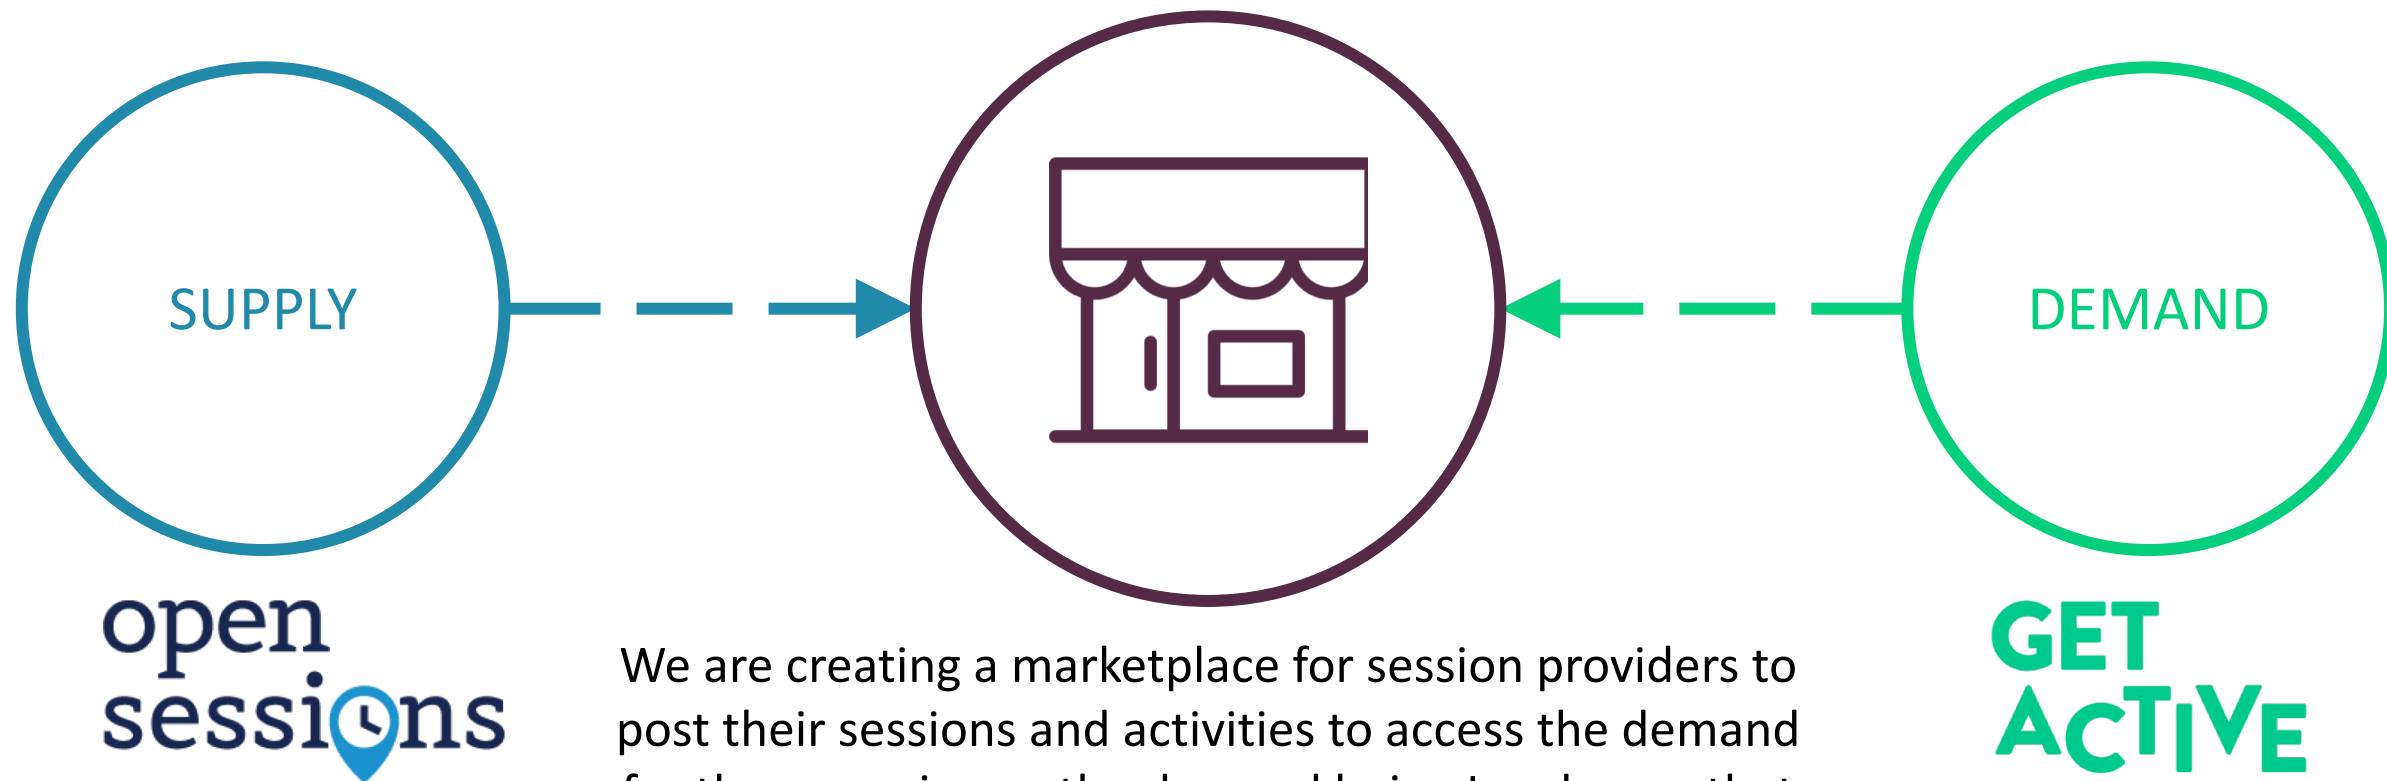 SUPPLY
DEMAND
open
sessions
We are creating a marketplace for session providers to
post their sessions and activities to access the demand
GET
ACTIVE